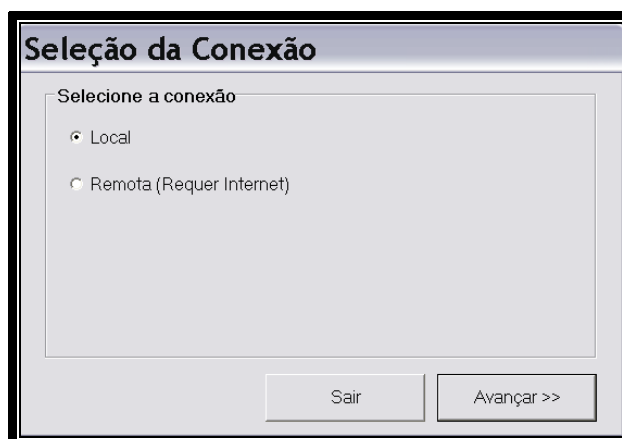 Seleção da Conexão
Selecione a conexão
Local
Remota (Requer Internet)
Sair
Avançar >>